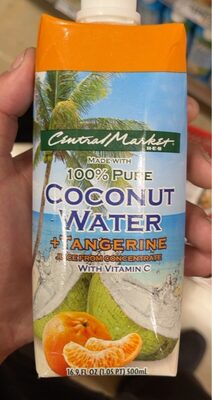 Central Market
H-E-B
MADE WITH
100% PURE
COCONUT
WATER
+TANGERINE
JUICE FROM CONCENTRATE
WITH VITAMIN C
16.9 FL OZ (1.05 PT) 500mL